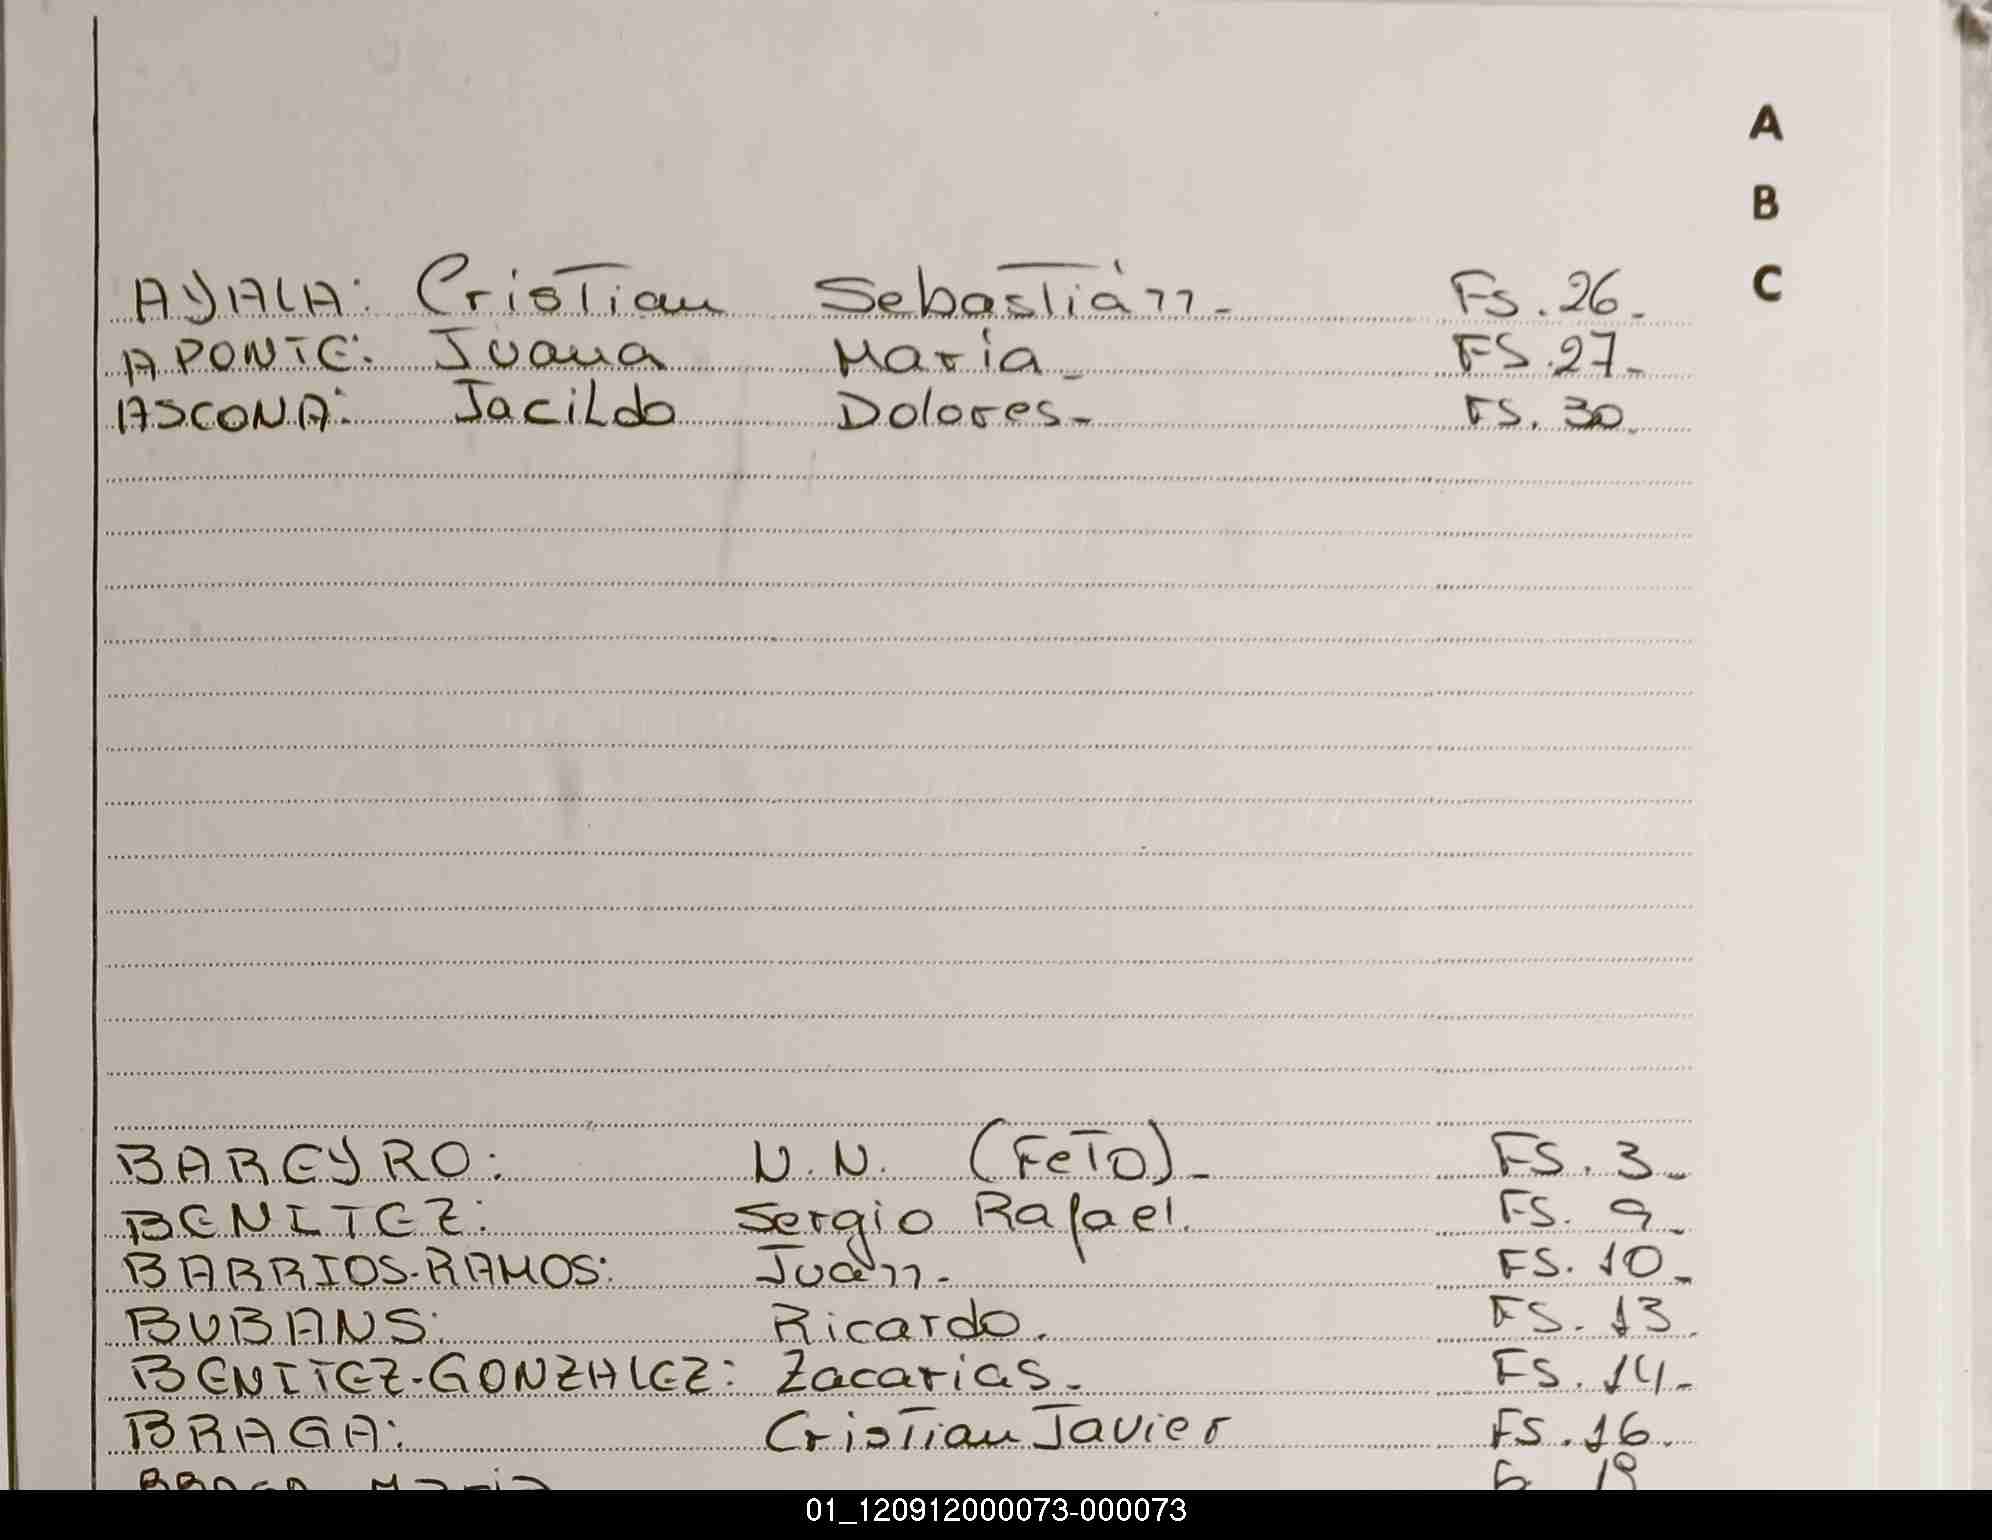 A
B
C
AYALA: Cristian Sebastián- Fs. 26-
APONTE: Juana María- FS. 27-
ASCONA: Jacildo Dolores- FS. 30.
BAREYRO: N.N. (FeTo)- FS. 3-
BENITEZ: Sergio Rafael. FS. 9-
BARRIOS-RAMOS: Juan- FS. 10-
BUBANS: Ricardo. FS. 13.
BENITEZ-GONZALEZ: Zacarias- FS. 14-
BRAGA: Cristian Javier FS. 16.
01_120912000073-000073